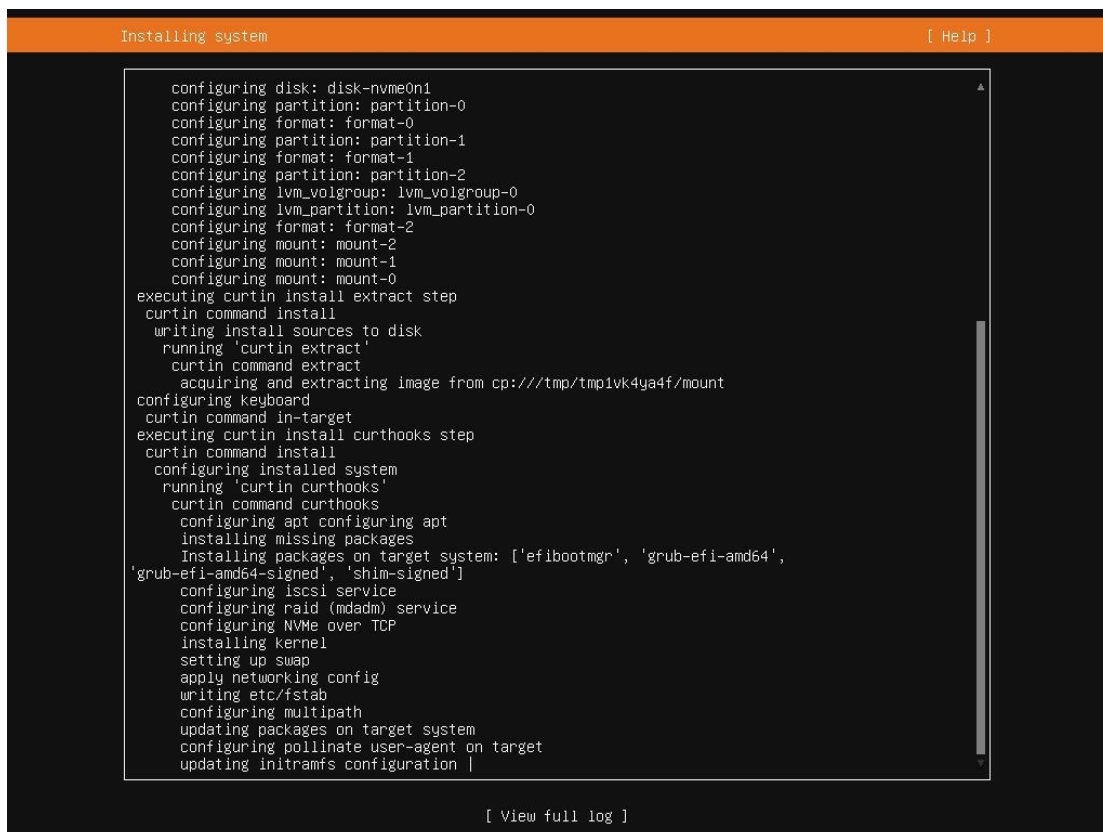 Installing system [ Help ]
configuring disk: disk-nvme0n1
configuring partition: partition-0
configuring format: format-0
configuring partition: partition-1
configuring format: format-1
configuring partition: partition-2
configuring lvm_volgroup: lvm_volgroup-0
configuring lvm_partition: lvm_partition-0
configuring format: format-2
configuring mount: mount-2
configuring mount: mount-1
configuring mount: mount-0
executing curtin install extract step
curtin command install
writing install sources to disk
running 'curtin extract'
curtin command extract
acquiring and extracting image from cp:///tmp/tmp1vk4ya4f/mount
configuring keyboard
curtin command in-target
executing curtin install curthooks step
curtin command install
configuring installed system
running 'curtin curthooks'
curtin command curthooks
configuring apt configuring apt
installing missing packages
Installing packages on target system: ['efibootmgr', 'grub-efi-amd64',
'grub-efi-amd64-signed', 'shim-signed']
configuring iscsi service
configuring raid (mdadm) service
configuring NVMe over TCP
installing kernel
setting up swap
apply networking config
writing etc/fstab
configuring multipath
updating packages on target system
configuring pollinate user-agent on target
updating initramfs configuration |
[ View full log ]